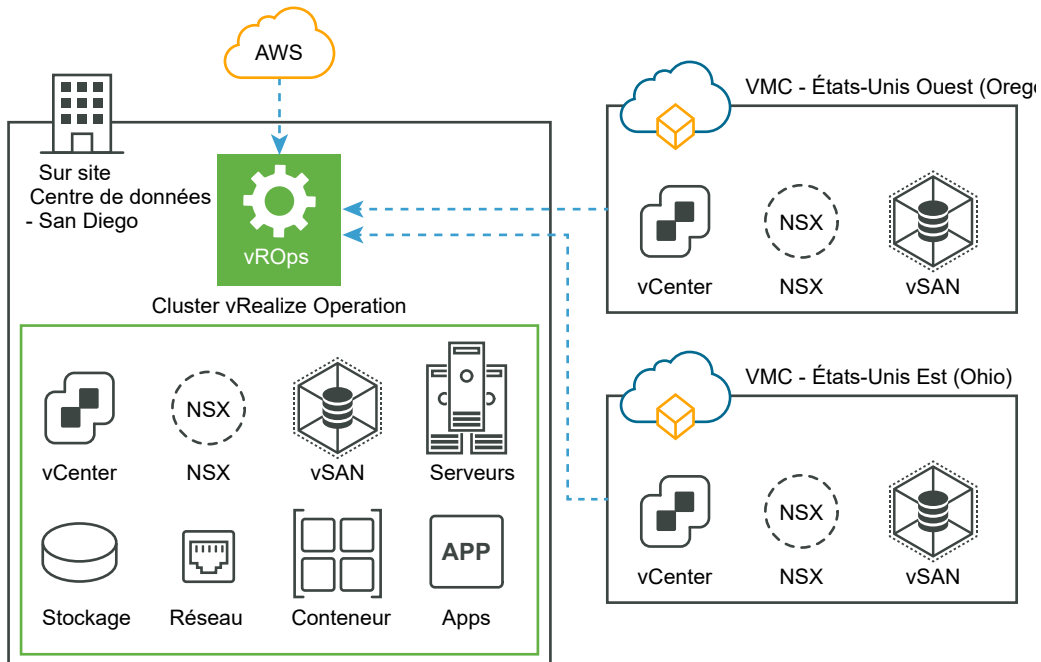 AWS
Sur site
Centre de données
- San Diego
vROps
Cluster vRealize Operation
NSX
vCenter
NSX
vSAN
Serveurs
APP
Stockage
Réseau
Conteneur
Apps
VMC - États-Unis Ouest (Orego
NSX
vCenter
NSX
vSAN
VMC - États-Unis Est (Ohio)
NSX
vCenter
NSX
vSAN